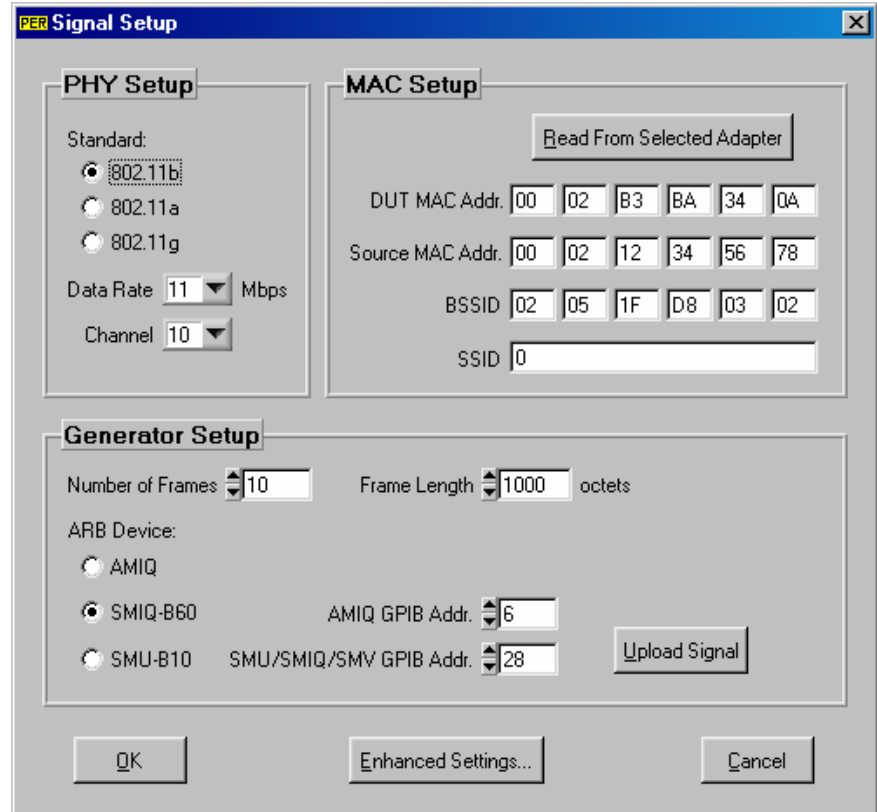 PER Signal Setup
PHY Setup
Standard:
802.11b
802.11a
802.11g
Data Rate 11 Mbps
Channel 10
MAC Setup
Read From Selected Adapter
DUT MAC Addr. 00 02 B3 BA 34 0A
Source MAC Addr. 00 02 12 34 56 78
BSSID 02 05 1F D8 03 02
SSID 0
Generator Setup
Number of Frames 10 Frame Length 1000 octets
ARB Device:
AMIQ
SMIQ-B60 AMIQ GPIB Addr. 6
SMU-B10 SMU/SMIQ/SMV GPIB Addr. 28
Upload Signal
OK Enhanced Settings... Cancel